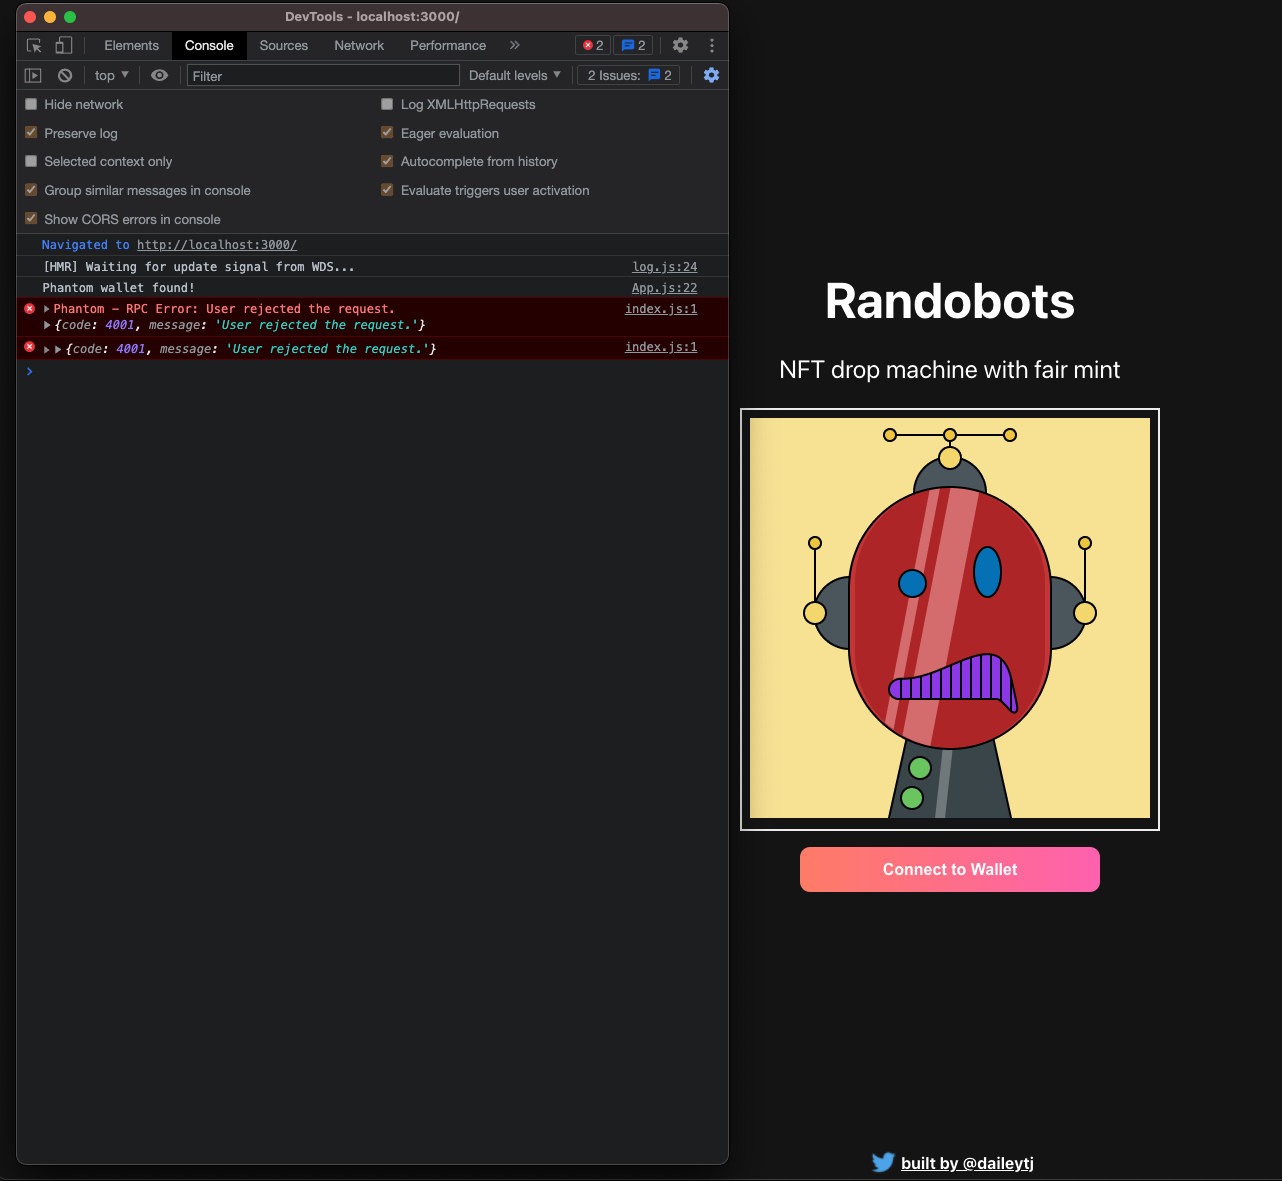 DevTools - localhost:3000/
Elements Console Sources Network Performance 2 2
top Filter Default levels 2 Issues: 2
Hide network Log XMLHttpRequests
Preserve log Eager evaluation
Selected context only Autocomplete from history
Group similar messages in console Evaluate triggers user activation
Show CORS errors in console
Navigated to http://localhost:3000/
[HMR] Waiting for update signal from WDS... log.js:24
Phantom wallet found! App.js:22
Phantom – RPC Error: User rejected the request. index.js:1
{code: 4001, message: 'User rejected the request.'}
{code: 4001, message: 'User rejected the request.'} index.js:1
Randobots
NFT drop machine with fair mint
Connect to Wallet
built by @daileytj